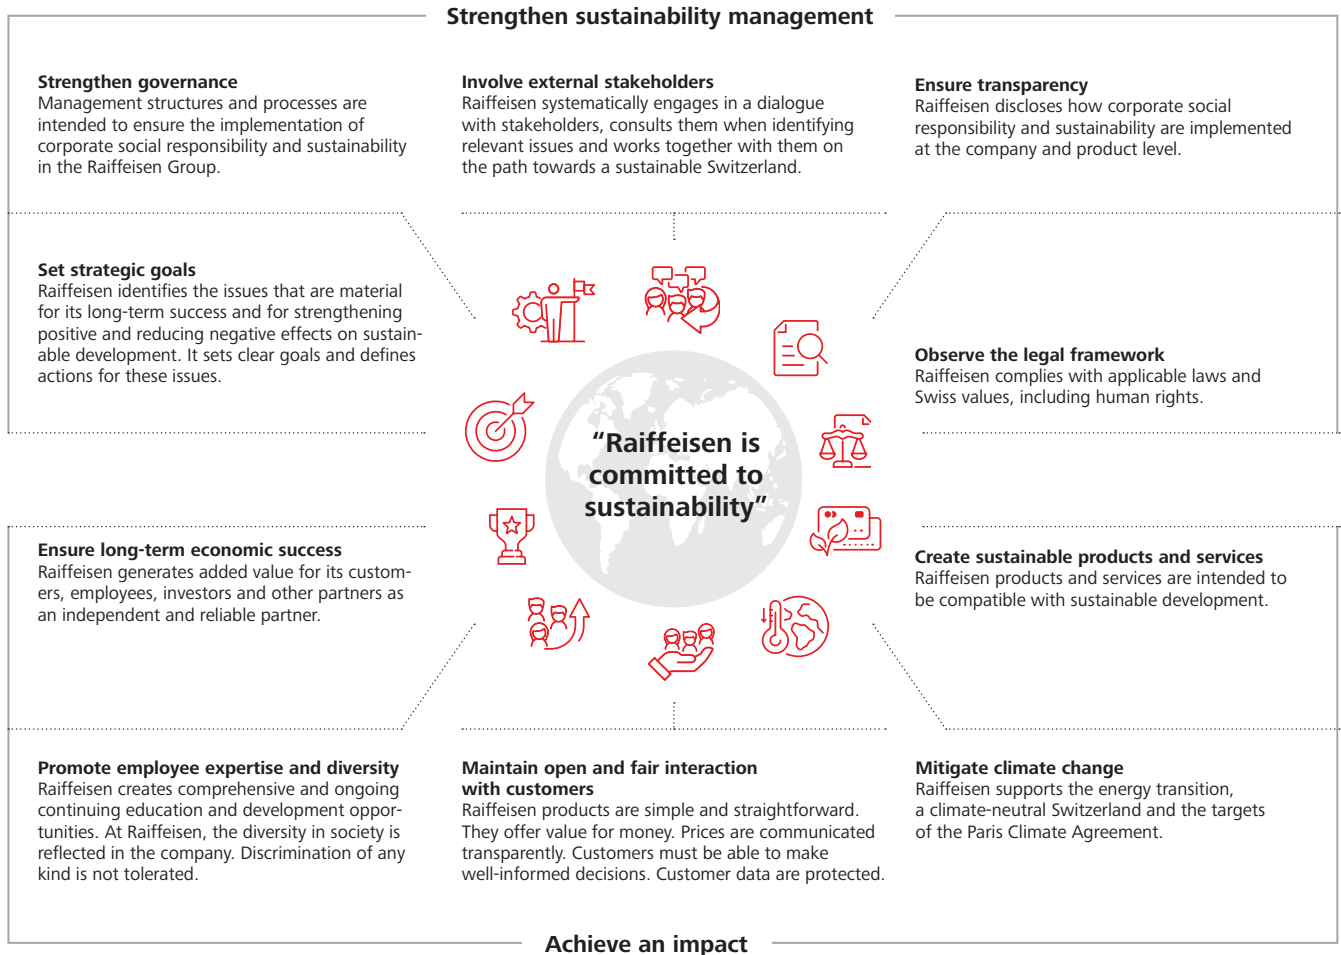 Strengthen sustainability management
Strengthen governance
Management structures and processes are
intended to ensure the implementation of
corporate social responsibility and sustainability
in the Raiffeisen Group.
Involve external stakeholders
Raiffeisen systematically engages in a dialogue
with stakeholders, consults them when identifying
relevant issues and works together with them on
the path towards a sustainable Switzerland.
Ensure transparency
Raiffeisen discloses how corporate social
responsibility and sustainability are implemented
at the company and product level.
Set strategic goals
Raiffeisen identifies the issues that are material
for its long-term success and for strengthening
positive and reducing negative effects on sustain-
able development. It sets clear goals and defines
actions for these issues.
Observe the legal framework
Raiffeisen complies with applicable laws and
Swiss values, including human rights.
“Raiffeisen is
committed to
sustainability”
Ensure long-term economic success
Raiffeisen generates added value for its custom-
ers, employees, investors and other partners as
an independent and reliable partner.
Create sustainable products and services
Raiffeisen products and services are intended to
be compatible with sustainable development.
Promote employee expertise and diversity
Raiffeisen creates comprehensive and ongoing
continuing education and development oppor-
tunities. At Raiffeisen, the diversity in society is
reflected in the company. Discrimination of any
kind is not tolerated.
Maintain open and fair interaction
with customers
Raiffeisen products are simple and straightforward.
They offer value for money. Prices are communicated
transparently. Customers must be able to make
well-informed decisions. Customer data are protected.
Mitigate climate change
Raiffeisen supports the energy transition,
a climate-neutral Switzerland and the targets
of the Paris Climate Agreement.
Achieve an impact